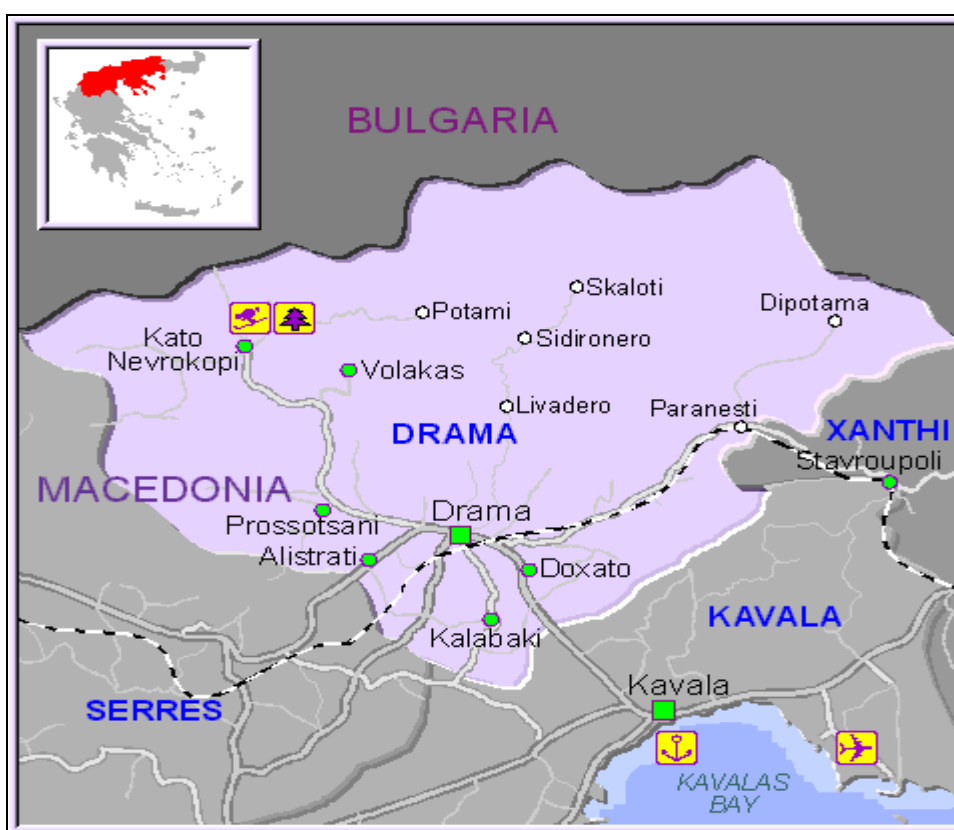 BULGARIA
Skaloti
Dipotama
Potami
Kato
Nevrokopi
Sidironero
Volakas
Livadero
Paranesti
DRAMA
XANTHI
Stavroupoli
MACEDONIA
Drama
Prossotsani
Alistrati
Doxato
KAVALA
Kalabaki
Kavala
SERRES
KAVALAS
BAY